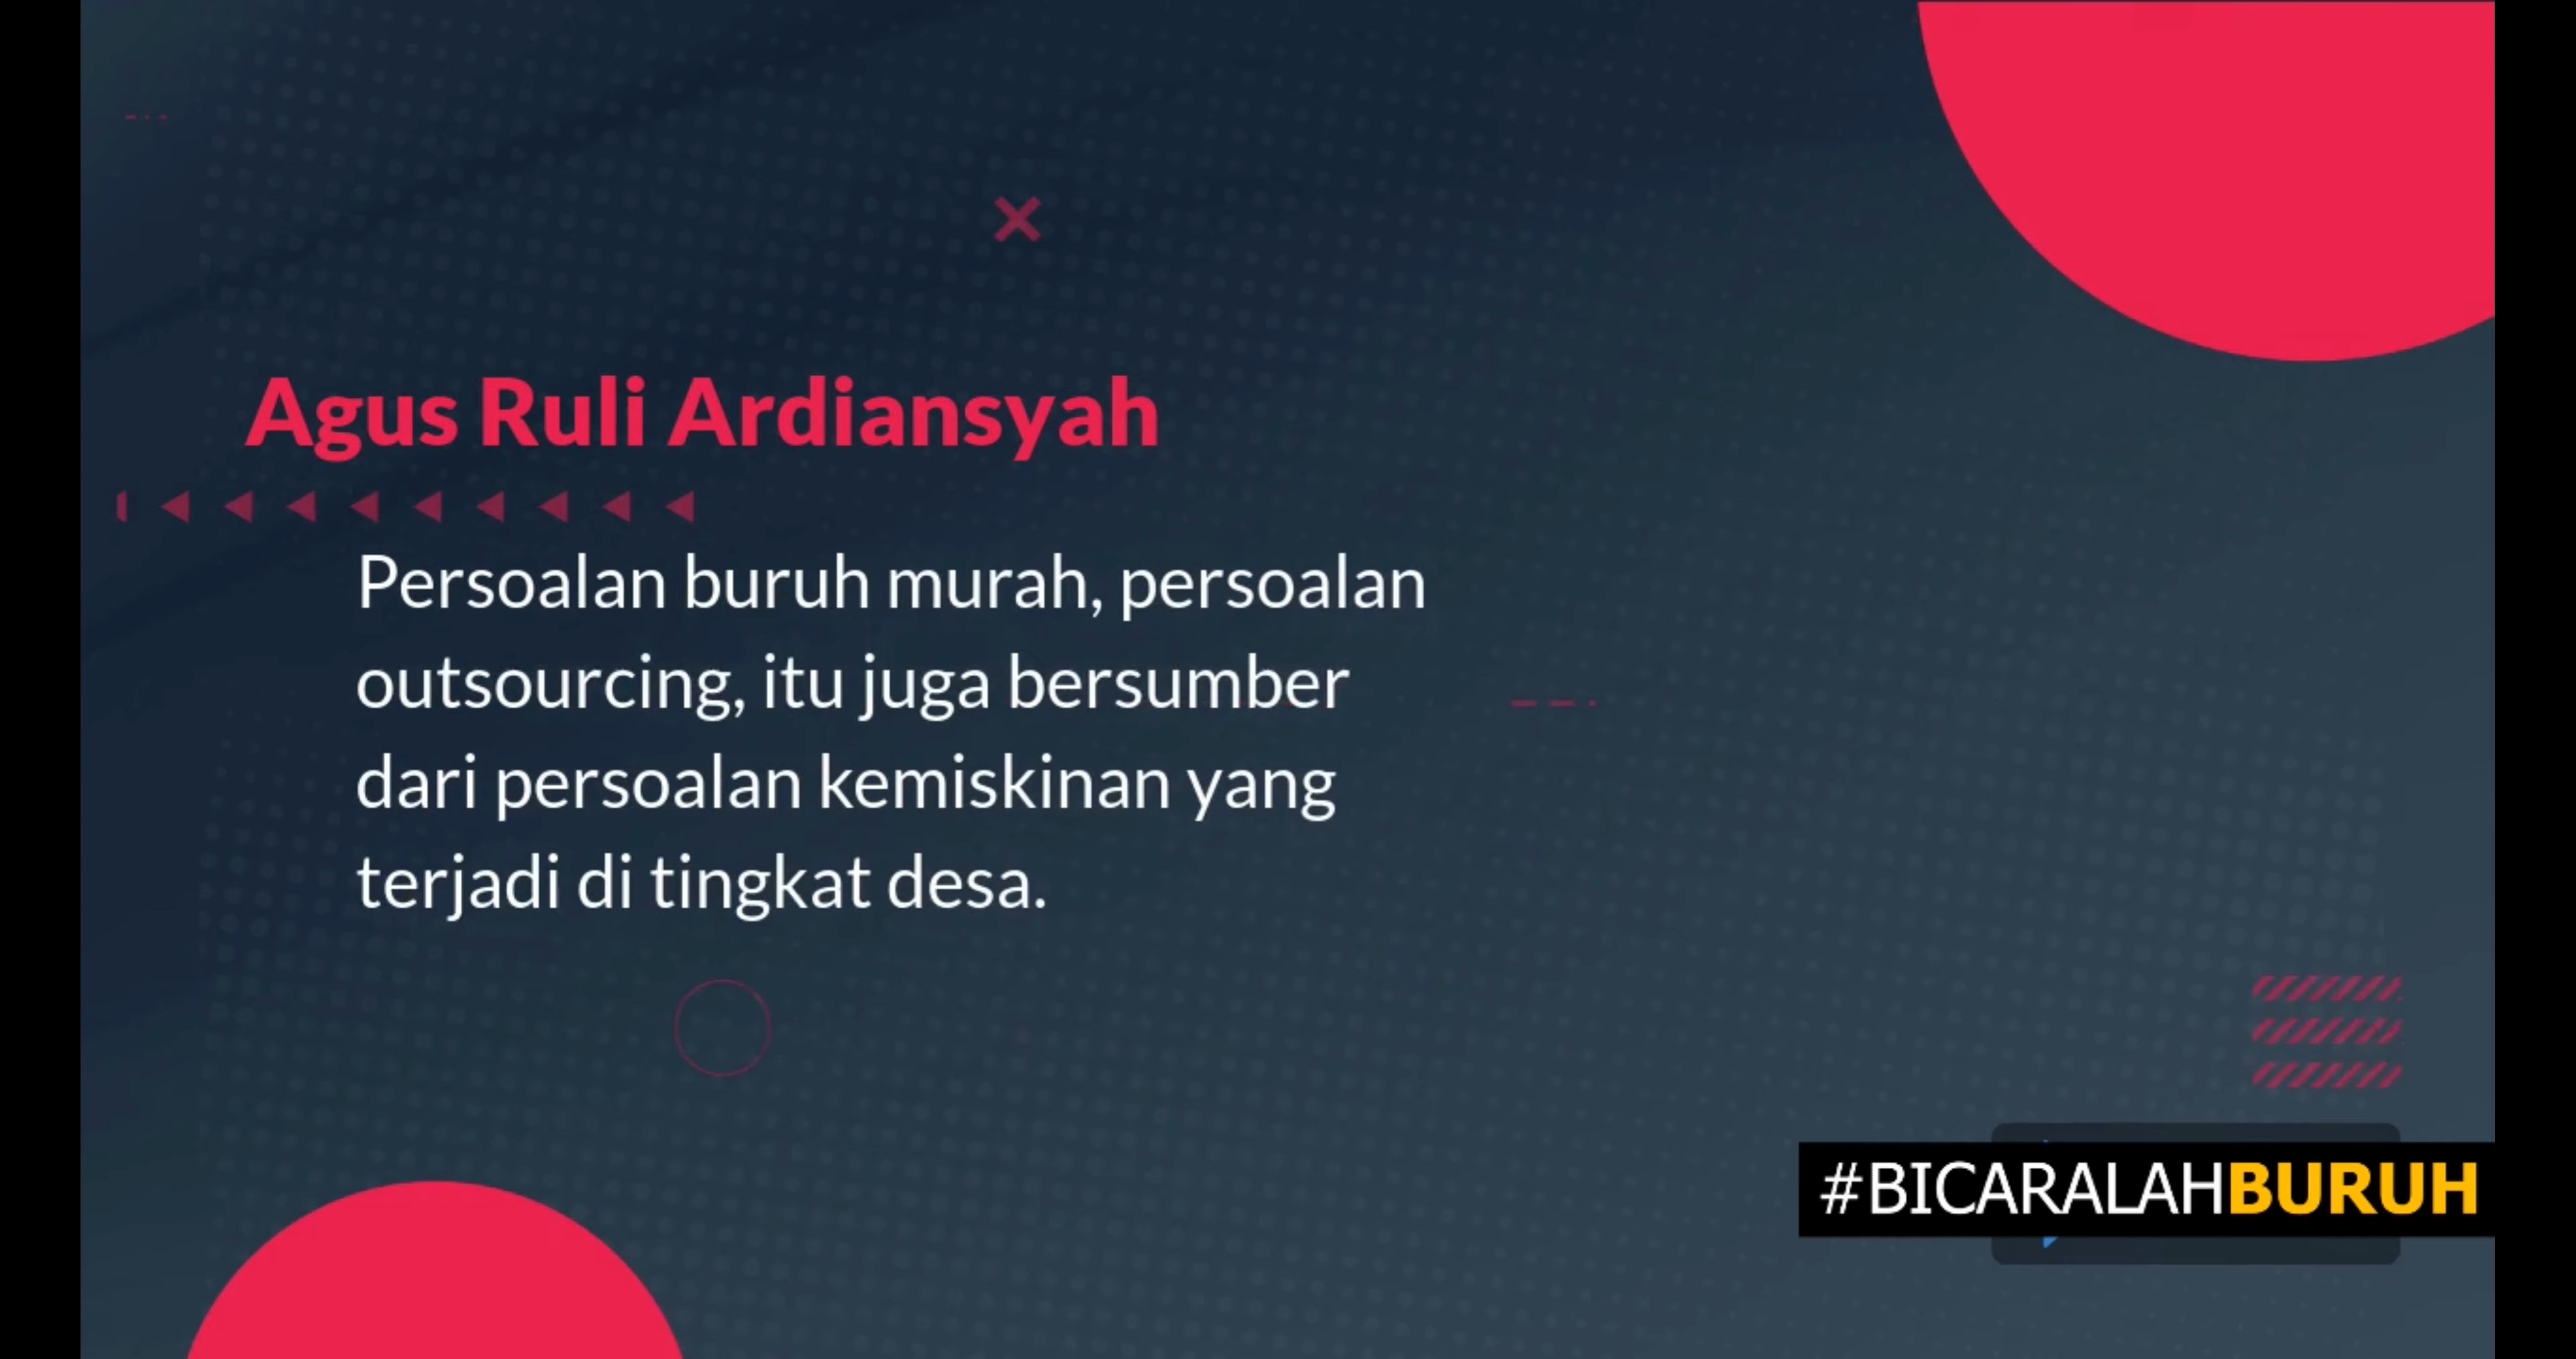 Agus Ruli Ardiansyah
Persoalan buruh murah, persoalan
outsourcing, itu juga bersumber
dari persoalan kemiskinan yang
terjadi di tingkat desa.
#BICARALAHBURUH